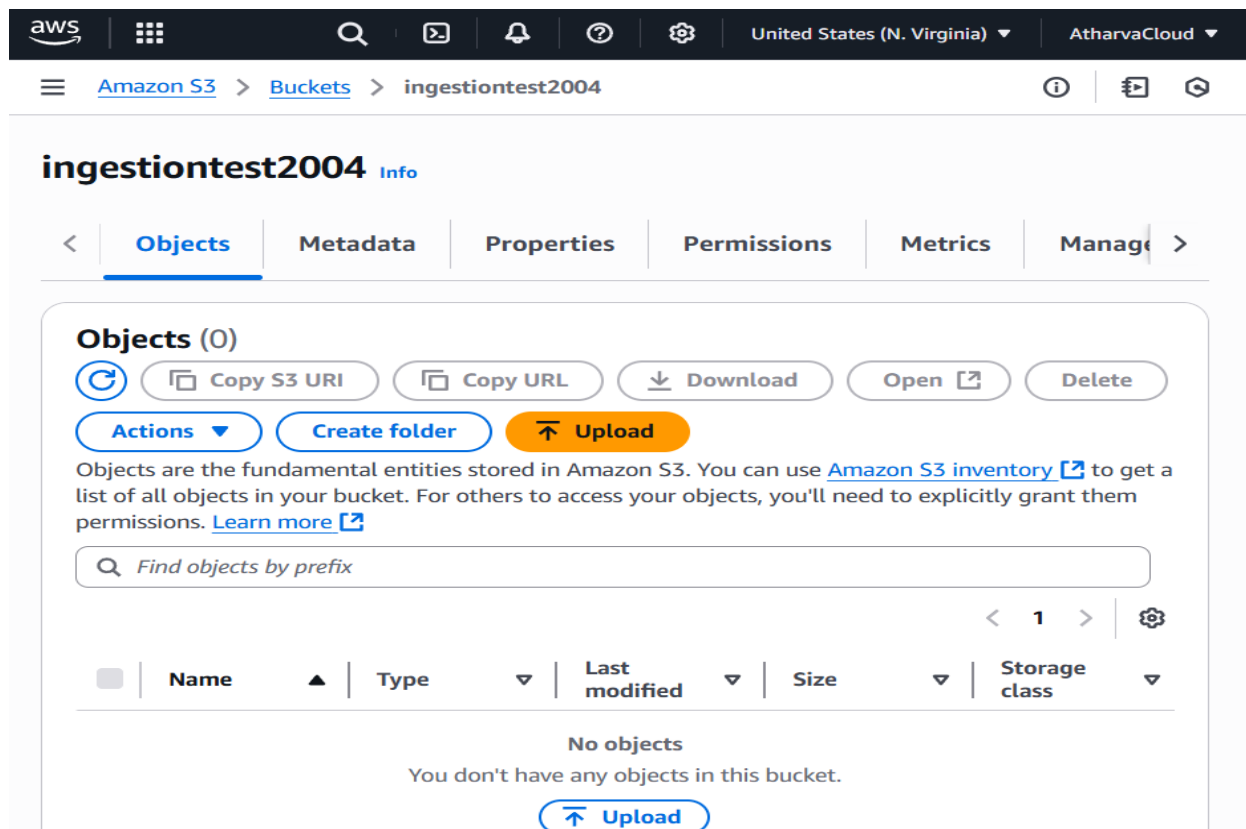 aws United States (N. Virginia) AtharvaCloud
Amazon S3 > Buckets > ingestiontest2004
ingestiontest2004 Info
Objects Metadata Properties Permissions Metrics Manage
Objects (0)
Copy S3 URI Copy URL Download Open Delete
Actions Create folder Upload
Objects are the fundamental entities stored in Amazon S3. You can use Amazon S3 inventory to get a
list of all objects in your bucket. For others to access your objects, you'll need to explicitly grant them
permissions. Learn more
Find objects by prefix
1
Name Type Last modified Size Storage class
No objects
You don't have any objects in this bucket.
Upload